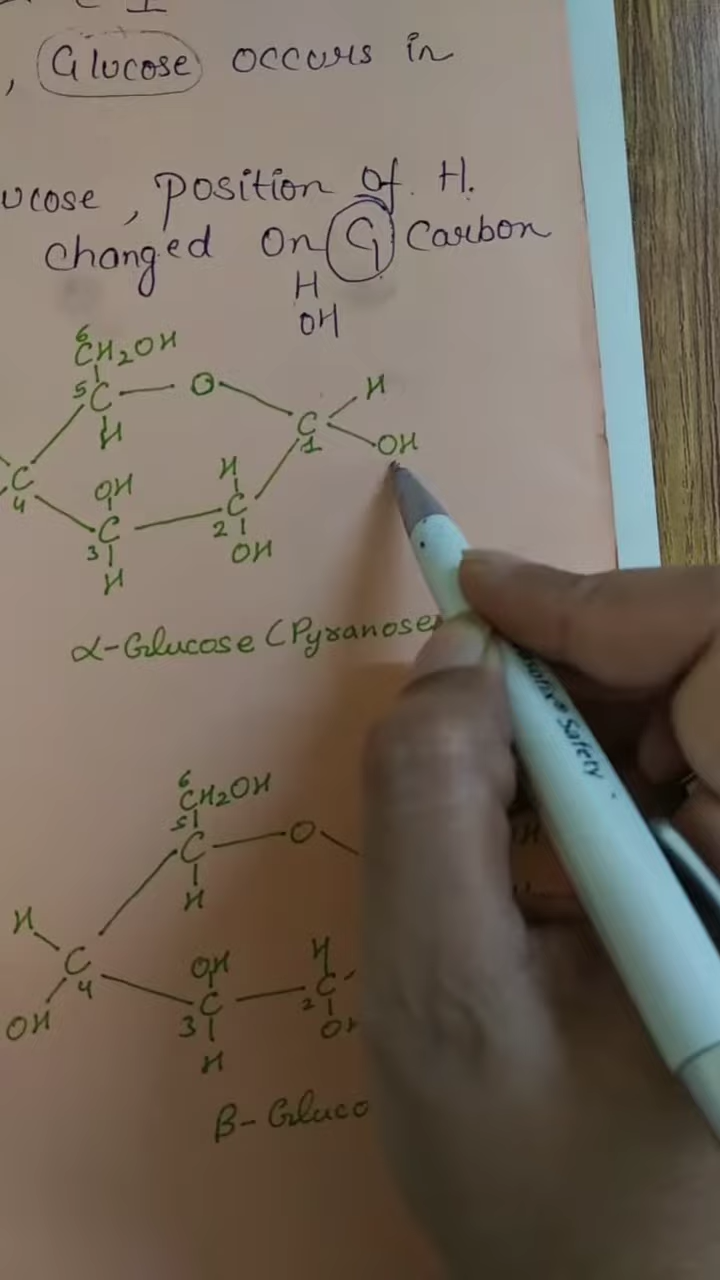 , Glucose occurs in
ucose, position of H.
changed On C1 Carbon
H
OH
6
CH2OH
5 C O H
H C 1 OH
C 4 OH H
C 3 C 2
H OH
α-Glucose (Pyranose
Safety
6
CH2OH
5 C O
H H
C 4 OH H
OH C 3 C 2
H
β-Gluco